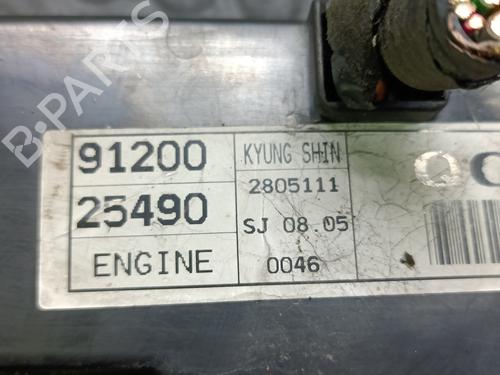 B-PARTS
91200
25490
ENGINE
KYUNG SHIN
2805111
SJ 08.05
0046